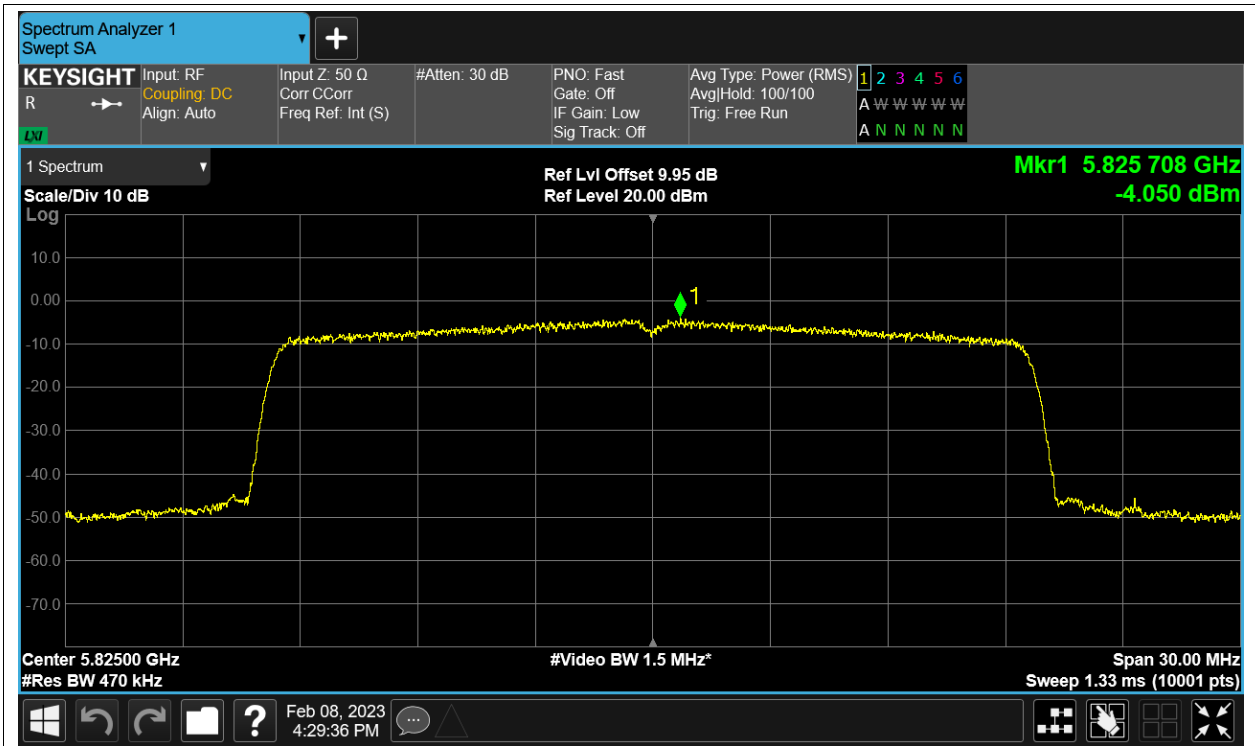 Spectrum Analyzer 1
Swept SA
KEYSIGHT
R
LXI
Input: RF
Coupling: DC
Align: Auto
Input Z: 50 Ω
Corr CCorr
Freq Ref: Int (S)
#Atten: 30 dB
PNO: Fast
Gate: Off
IF Gain: Low
Sig Track: Off
Avg Type: Power (RMS)
Avg|Hold: 100/100
Trig: Free Run
1 2 3 4 5 6
A W W W W W
A N N N N N
1 Spectrum
Scale/Div 10 dB
Log
Ref Lvl Offset 9.95 dB
Ref Level 20.00 dBm
Mkr1 5.825 708 GHz
-4.050 dBm
10.0
0.00
-10.0
-20.0
-30.0
-40.0
-50.0
-60.0
-70.0
1
Center 5.82500 GHz
#Res BW 470 kHz
#Video BW 1.5 MHz*
Span 30.00 MHz
Sweep 1.33 ms (10001 pts)
?
Feb 08, 2023
4:29:36 PM